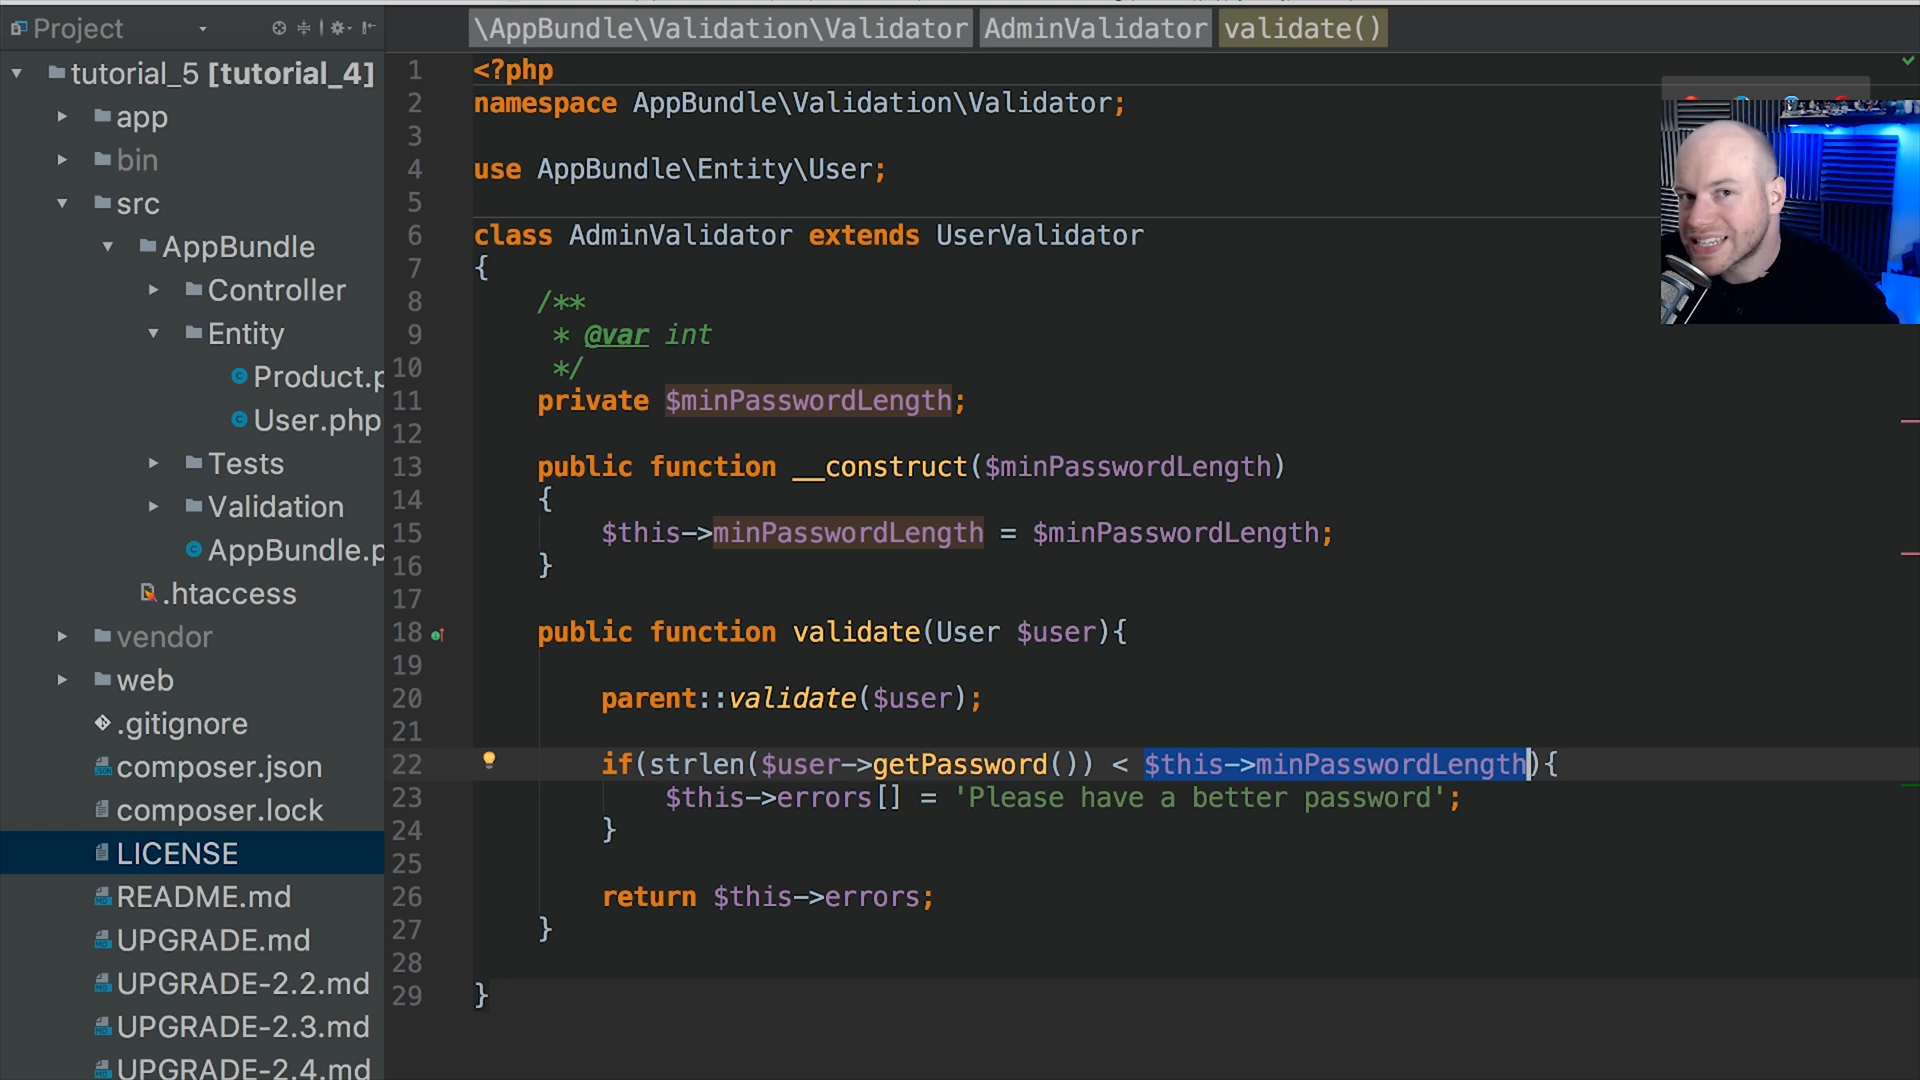 Project
\AppBundle\Validation\Validator AdminValidator validate()
tutorial_5 [tutorial_4]
app
bin
src
AppBundle
Controller
Entity
Product.p
User.php
Tests
Validation
AppBundle.p
.htaccess
vendor
web
.gitignore
composer.json
composer.lock
LICENSE
README.md
UPGRADE.md
UPGRADE-2.2.md
UPGRADE-2.3.md
UPGRADE-2.4.md
1 <?php
2 namespace AppBundle\Validation\Validator;
3
4 use AppBundle\Entity\User;
5
6 class AdminValidator extends UserValidator
7 {
8 /**
9 * @var int
10 */
11 private $minPasswordLength;
12
13 public function __construct($minPasswordLength)
14 {
15 $this->minPasswordLength = $minPasswordLength;
16 }
17
18 public function validate(User $user){
19
20 parent::validate($user);
21
22 if(strlen($user->getPassword()) < $this->minPasswordLength){
23 $this->errors[] = 'Please have a better password';
24 }
25
26 return $this->errors;
27 }
28
29 }